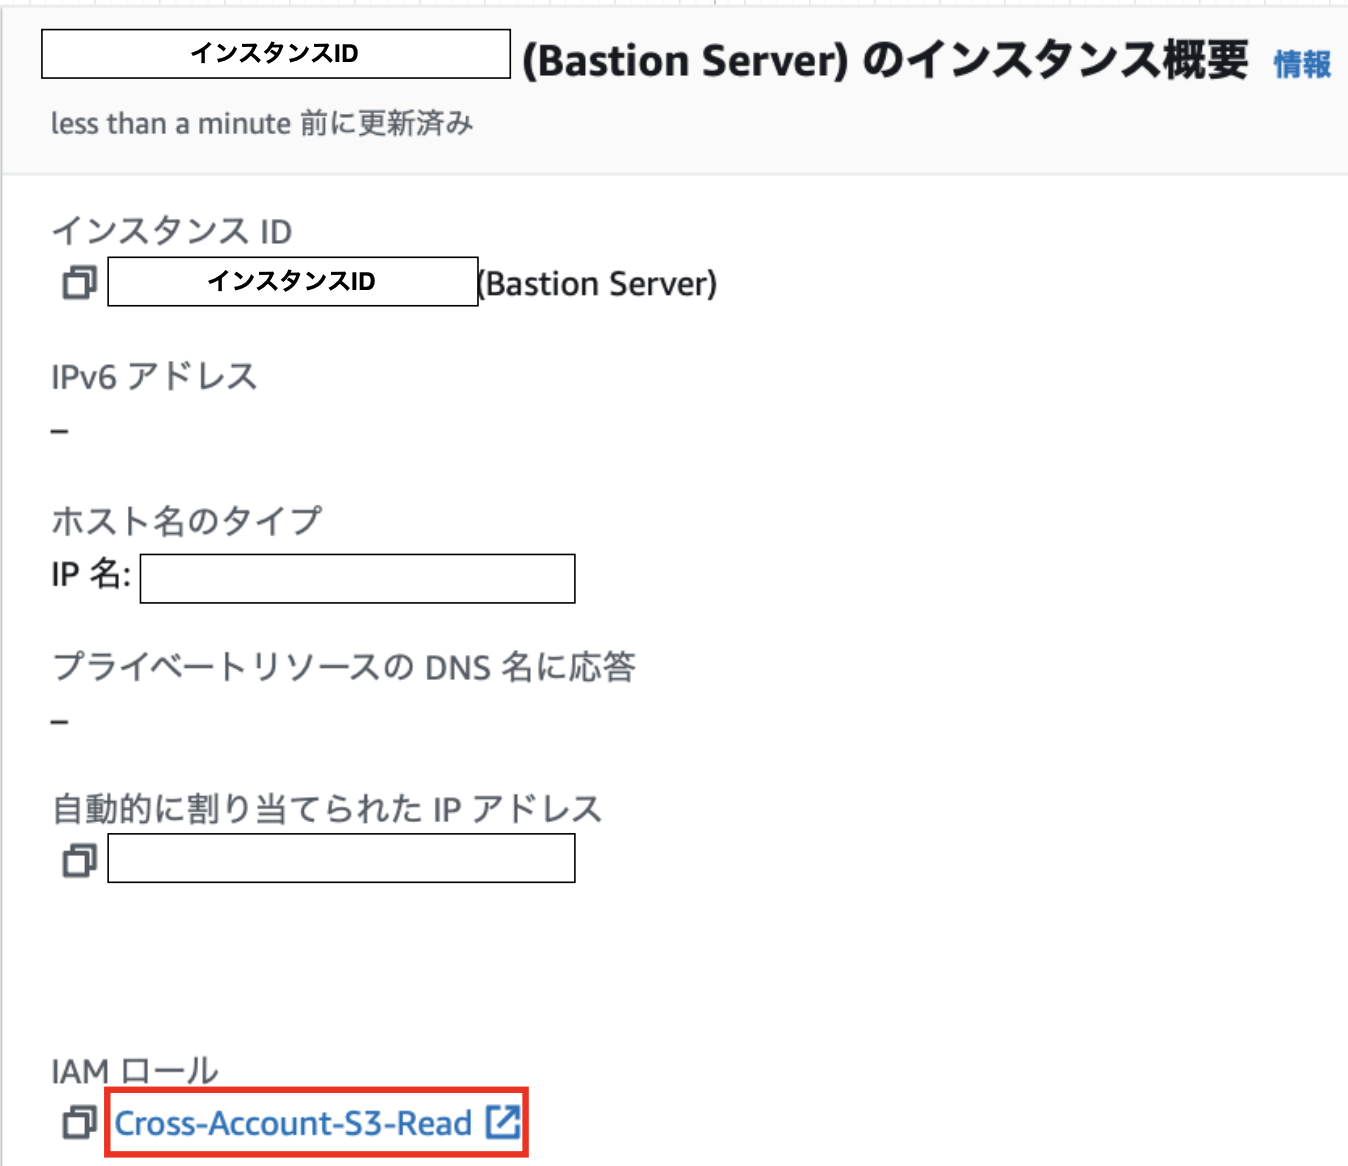 インスタンスID (Bastion Server) のインスタンス概要 情報
less than a minute 前に更新済み
インスタンス ID
インスタンスID (Bastion Server)
IPv6 アドレス
–
ホスト名のタイプ
IP 名:
プライベートリソースの DNS 名に応答
–
自動的に割り当てられた IP アドレス
IAM ロール
Cross-Account-S3-Read